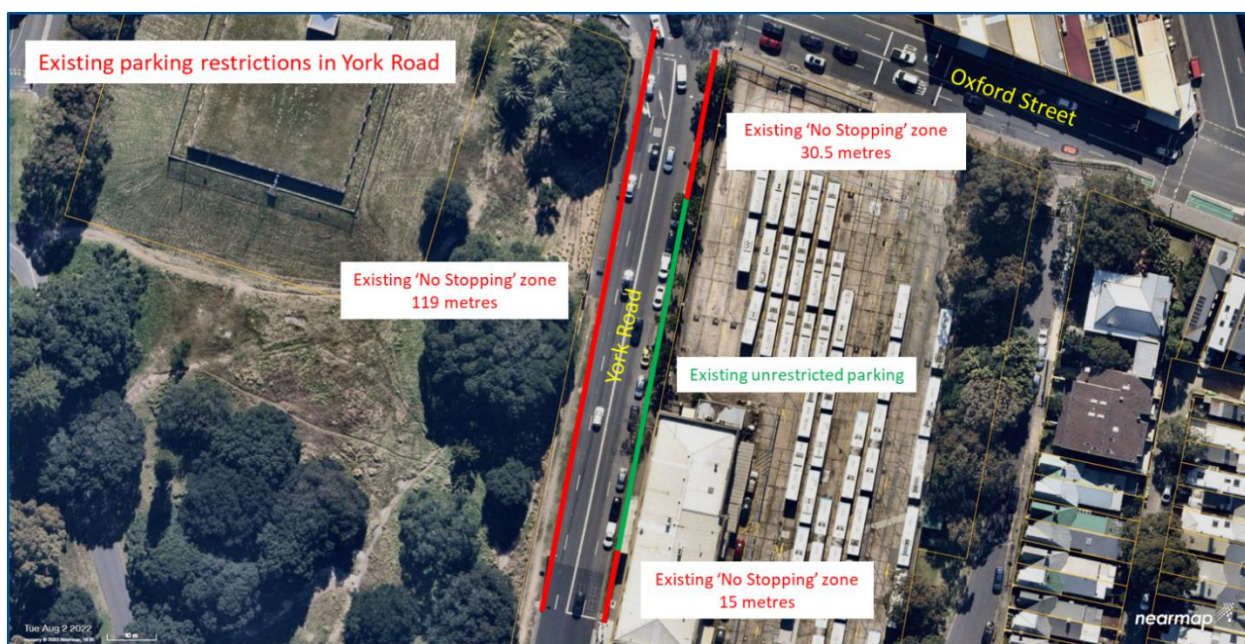 Existing parking restrictions in York Road
Oxford Street
Existing 'No Stopping' zone
30.5 metres
Existing 'No Stopping' zone
119 metres
York Road
Existing unrestricted parking
Existing 'No Stopping' zone
15 metres
Tue Aug 2 2022
nearmap